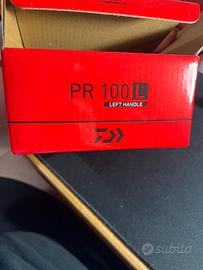 PR 100 L
LEFT HANDLE
subito